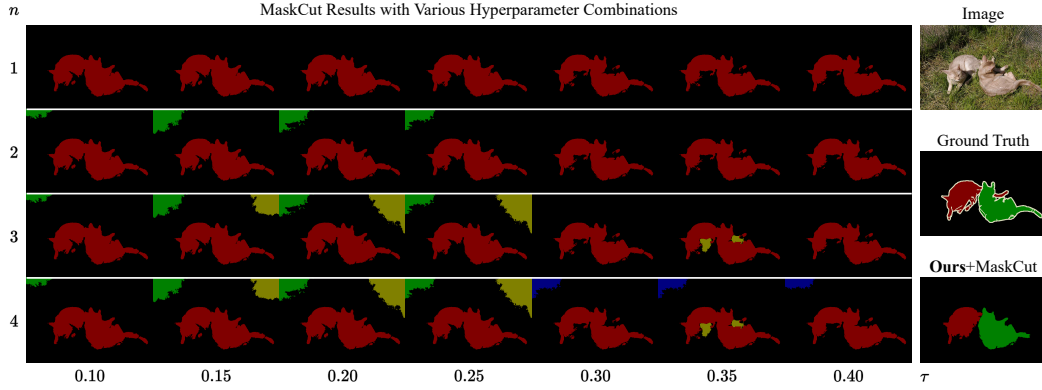 n MaskCut Results with Various Hyperparameter Combinations Image
1
2
Ground Truth
3
Ours+MaskCut
4
0.10 0.15 0.20 0.25 0.30 0.35 0.40 τ